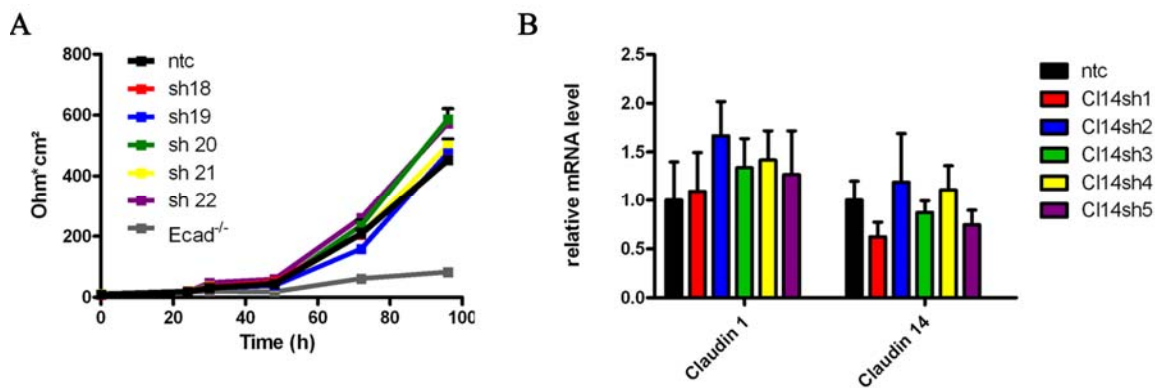 A
800
600
400
200
0
Ohm*cm²
0 20 40 60 80 100
Time (h)
ntc
sh18
sh19
sh 20
sh 21
sh 22
Ecad-/-
B
2.5
2.0
1.5
1.0
0.5
0.0
relative mRNA level
Claudin 1
Claudin 14
ntc
Cl14sh1
Cl14sh2
Cl14sh3
Cl14sh4
Cl14sh5